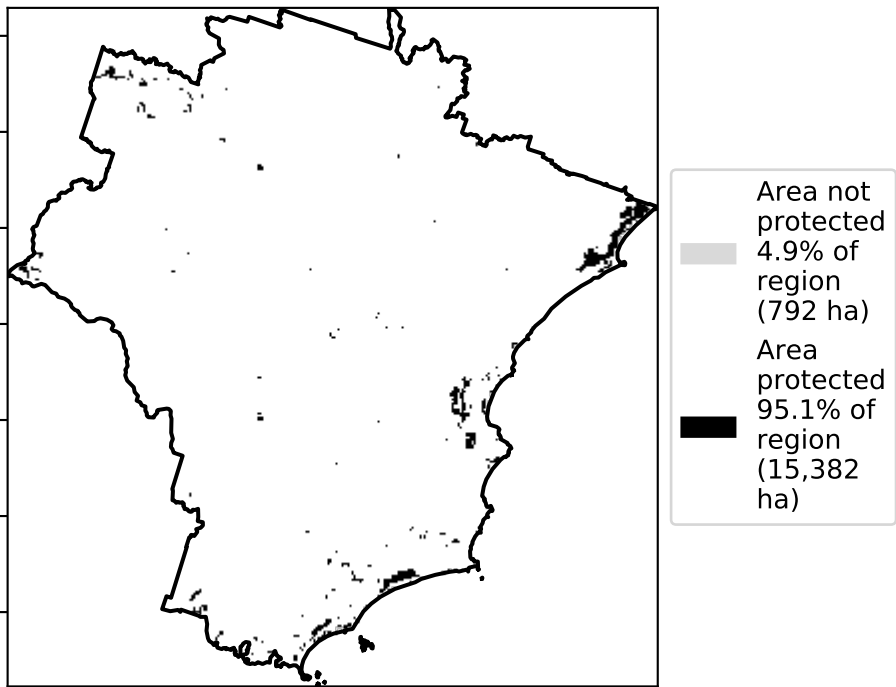 Area not
protected
4.9% of
region
(792 ha)
Area
protected
95.1% of
region
(15,382
ha)